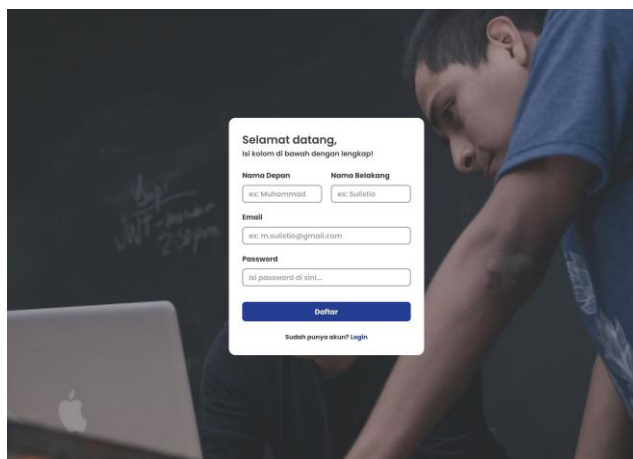 Selamat datang,
Isi kolom di bawah dengan lengkap!
Nama Depan Nama Belakang
ex: Muhammad ex: Sulistio
Email
ex: m.sulistio@gmail.com
Password
Isi password di sini...
Daftar
Sudah punya akun? Login